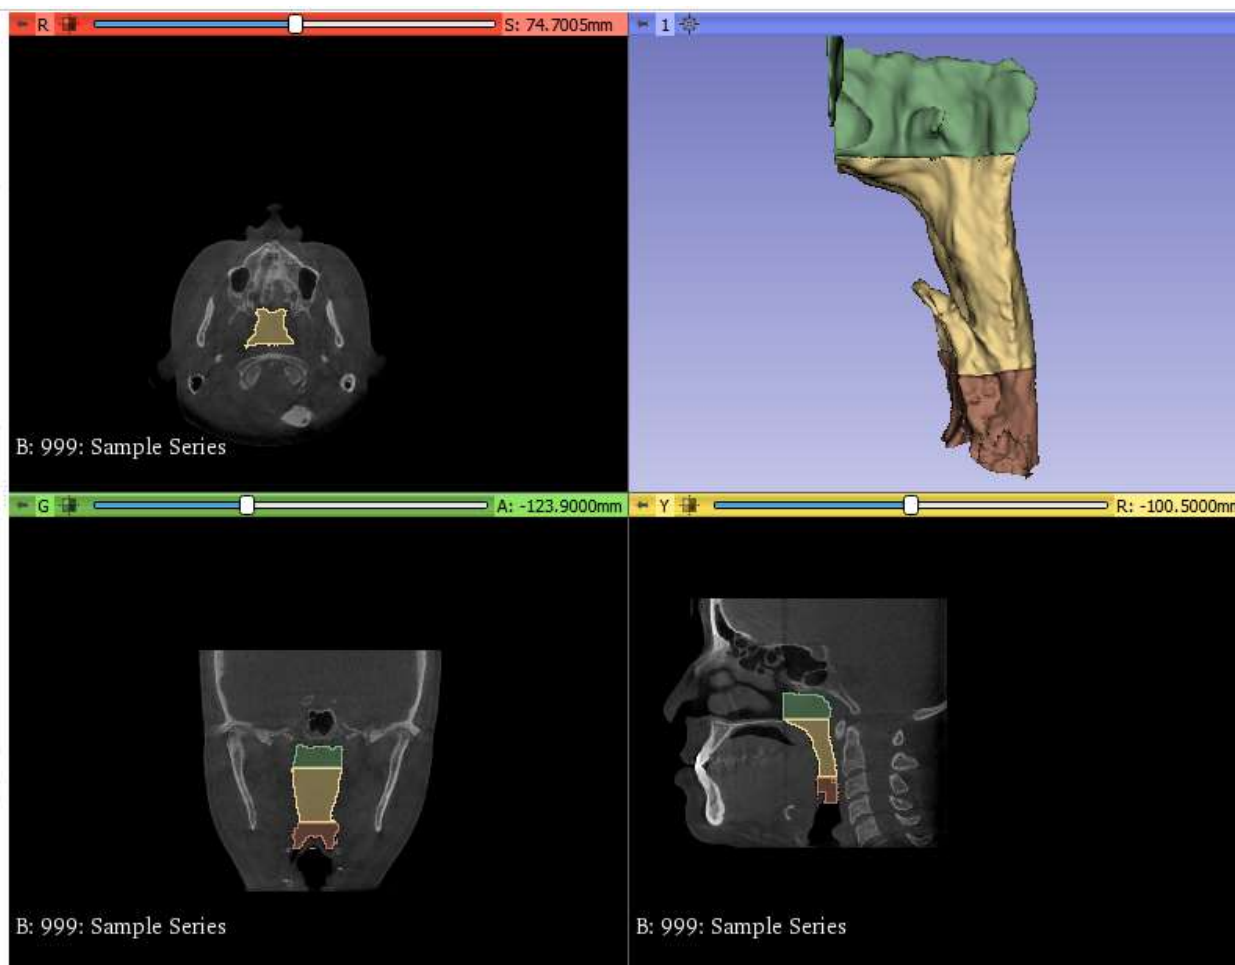 R S: 74.7005mm
1
B: 999: Sample Series
G A: -123.9000mm
Y R: -100.5000mm
B: 999: Sample Series
B: 999: Sample Series